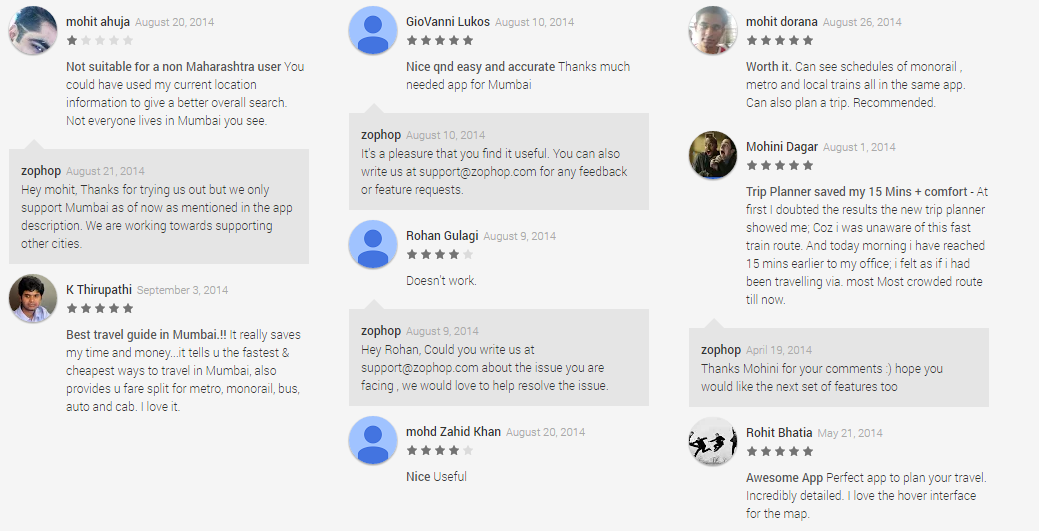 mohit ahuja August 20, 2014
Not suitable for a non Maharashtra user You
could have used my current location
information to give a better overall search.
Not everyone lives in Mumbai you see.
zophop August 21, 2014
Hey mohit, Thanks for trying us out but we only
support Mumbai as of now as mentioned in the app
description. We are working towards supporting
other cities.
K Thirupathi September 3, 2014
Best travel guide in Mumbai.!! It really saves
my time and money...it tells u the fastest &
cheapest ways to travel in Mumbai, also
provides u fare split for metro, monorail, bus,
auto and cab. I love it.
GioVanni Lukos August 10, 2014
Nice qnd easy and accurate Thanks much
needed app for Mumbai
zophop August 10, 2014
It's a pleasure that you find it useful. You can also
write us at support@zophop.com for any feedback
or feature requests.
Rohan Gulagi August 9, 2014
Doesn't work.
zophop August 9, 2014
Hey Rohan, Could you write us at
support@zophop.com about the issue you are
facing , we would love to help resolve the issue.
mohd Zahid Khan August 20, 2014
Nice Useful
mohit dorana August 26, 2014
Worth it. Can see schedules of monorail ,
metro and local trains all in the same app.
Can also plan a trip. Recommended.
Mohini Dagar August 1, 2014
Trip Planner saved my 15 Mins + comfort - At
first I doubted the results the new trip planner
showed me; Coz i was unaware of this fast
train route. And today morning i have reached
15 mins earlier to my office; i felt as if i had
been travelling via. most Most crowded route
till now.
zophop April 19, 2014
Thanks Mohini for your comments :) hope you
would like the next set of features too
Rohit Bhatia May 21, 2014
Awesome App Perfect app to plan your travel.
Incredibly detailed. I love the hover interface
for the map.